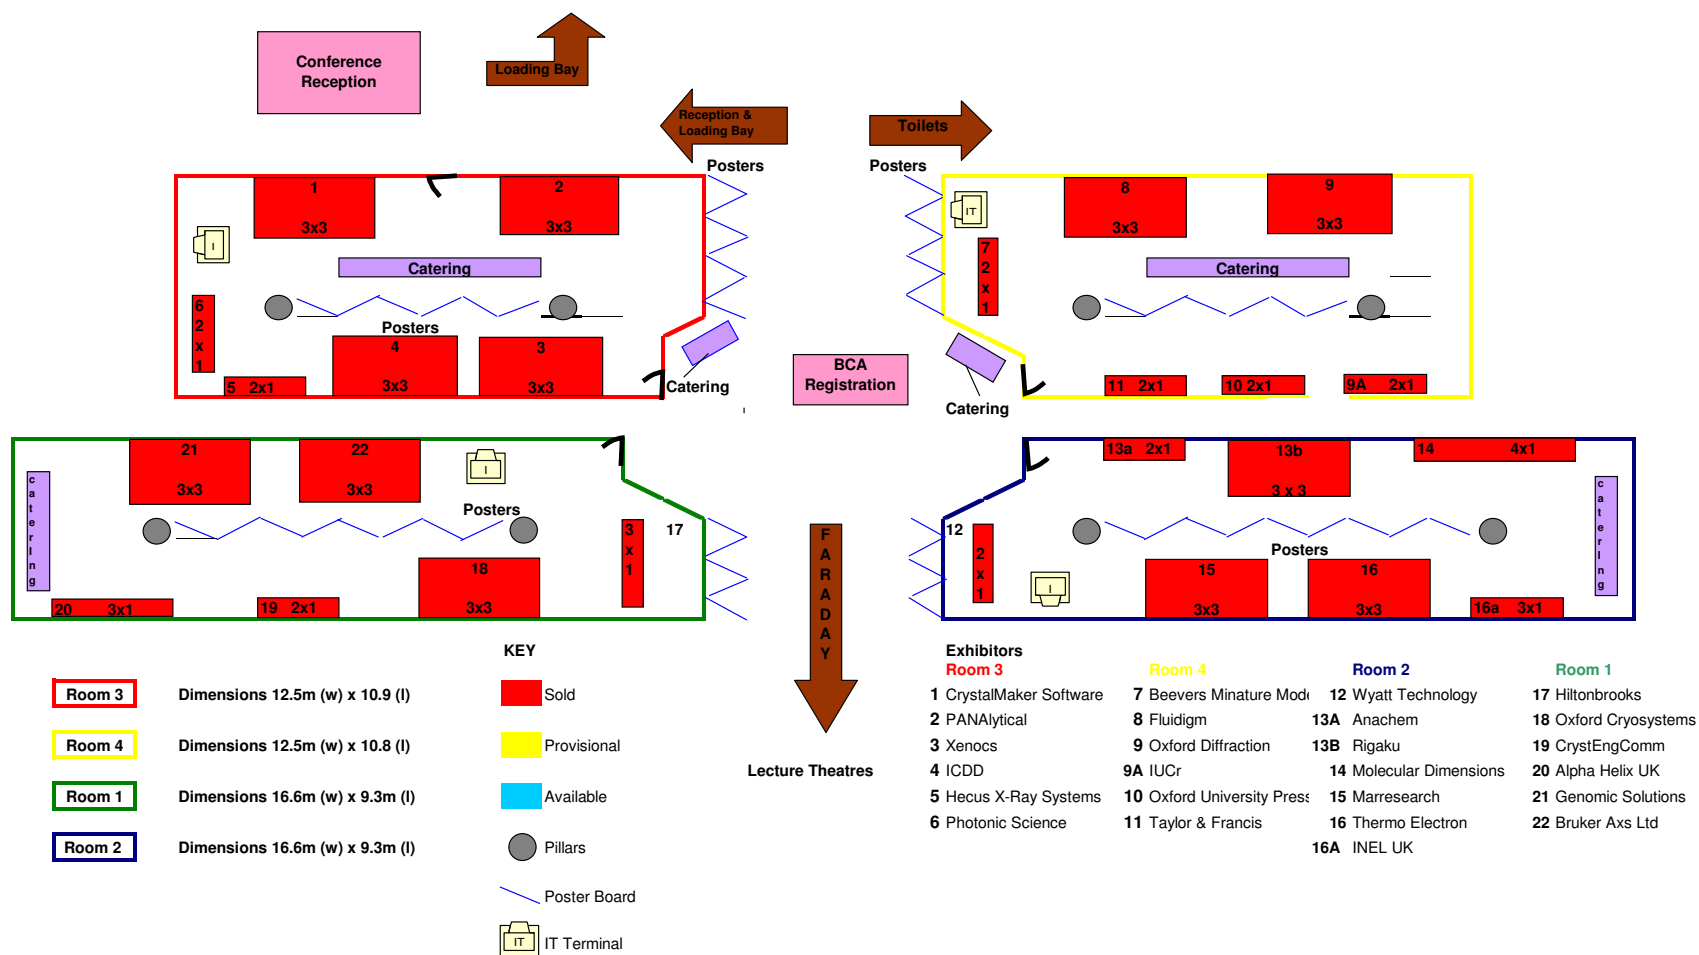 Conference
Reception
Loading Bay
Reception &
Loading Bay
Toilets
Posters
Posters
1
3x3
2
3x3
I
Catering
6
2
x
1
Posters
4
3x3
3
3x3
5 2x1
Catering
BCA
Registration
IT
7
2
x
1
8
3x3
9
3x3
Catering
11 2x1
10 2x1
9A 2x1
Catering
21
3x3
22
3x3
I
caterIng
Posters
3
x
1
17
18
3x3
20 3x1
19 2x1
FARADAY
12
2
x
1
13a 2x1
13b
3 x 3
14 4x1
caterIng
Posters
I
15
3x3
16
3x3
16a 3x1
KEY
Room 3 Dimensions 12.5m (w) x 10.9 (l)
Room 4 Dimensions 12.5m (w) x 10.8 (l)
Room 1 Dimensions 16.6m (w) x 9.3m (l)
Room 2 Dimensions 16.6m (w) x 9.3m (l)
Sold
Provisional
Available
Pillars
Poster Board
IT IT Terminal
Lecture Theatres
Exhibitors
Room 3
1 CrystalMaker Software
2 PANAlytical
3 Xenocs
4 ICDD
5 Hecus X-Ray Systems
6 Photonic Science
Room 4
7 Beevers Minature Mode
8 Fluidigm
9 Oxford Diffraction
9A IUCr
10 Oxford University Press
11 Taylor & Francis
Room 2
12 Wyatt Technology
13A Anachem
13B Rigaku
14 Molecular Dimensions
15 Marresearch
16 Thermo Electron
16A INEL UK
Room 1
17 Hiltonbrooks
18 Oxford Cryosystems
19 CrystEngComm
20 Alpha Helix UK
21 Genomic Solutions
22 Bruker Axs Ltd